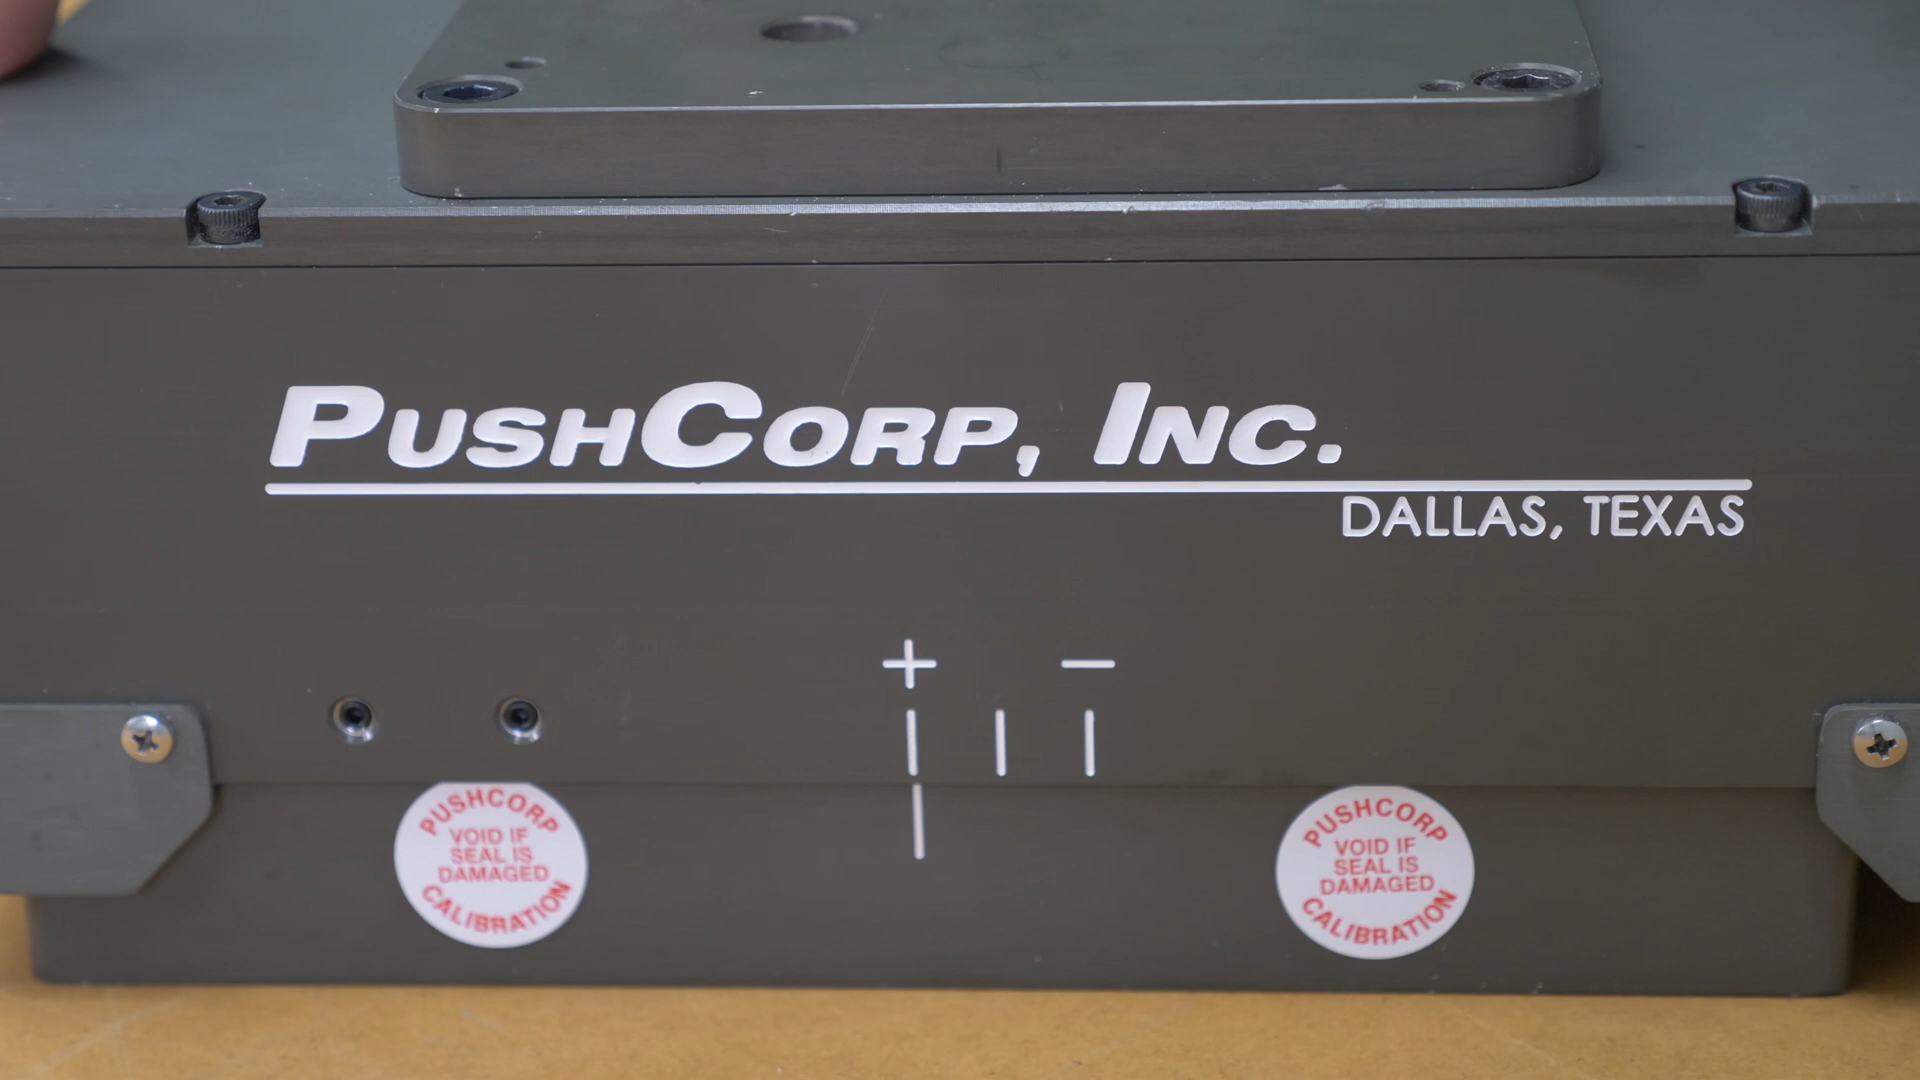 PUSHCORP, INC.
DALLAS, TEXAS
+ −
PUSHCORP
VOID IF
SEAL IS
DAMAGED
CALIBRATION
PUSHCORP
VOID IF
SEAL IS
DAMAGED
CALIBRATION